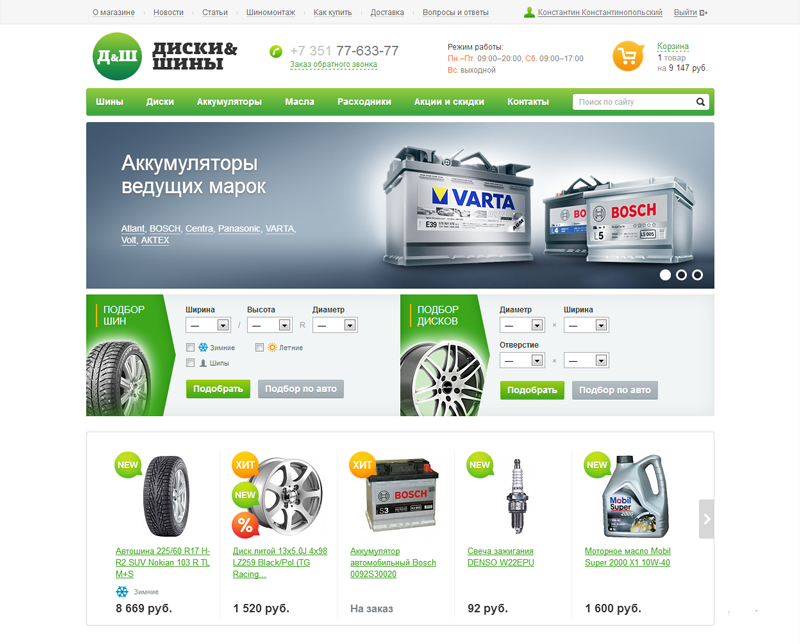 О магазине Новости Статьи Шиномонтаж Как купить Доставка Вопросы и ответы Константин Константинопольский Выйти
Д&Ш ДИСКИ& ШИНЫ
+7 351 77-633-77
Заказать обратного звонка
Режим работы:
Пн.–Пт. 09:00–20:00, Сб. 09:00–17:00
Вс. выходной
Корзина
1 товар
на 9 147 руб.
Шины Диски Аккумуляторы Масла Расходники Акции и скидки Контакты Поиск по сайту
Аккумуляторы
ведущих марок
Atlant, BOSCH, Centra, Panasonic, VARTA,
Volt, AKTEX
VARTA
E39
BOSCH
L5
ПОДБОР
ШИН
Ширина Высота Диаметр
— / — R —
Зимние Летние
Шипы
Подобрать Подбор по авто
ПОДБОР
ДИСКОВ
Диаметр Ширина
— × —
Отверстие
— × —
Подобрать Подбор по авто
NEW
Автошина 225/60 R17 H-
R2 SUV Nokian 103 R TL
M+S
Зимние
8 669 руб.
ХИТ
NEW
%
Диск литой 13x5.0J 4x98
LZ259 Black/Pol (TG
Racing...
1 520 руб.
ХИТ
BOSCH
S3
Аккумулятор
автомобильный Bosch
0092S30020
На заказ
NEW
Свеча зажигания
DENSO W22EPU
92 руб.
NEW
Mobil
Super
2000
Моторное масло Mobil
Super 2000 X1 10W-40
1 600 руб.